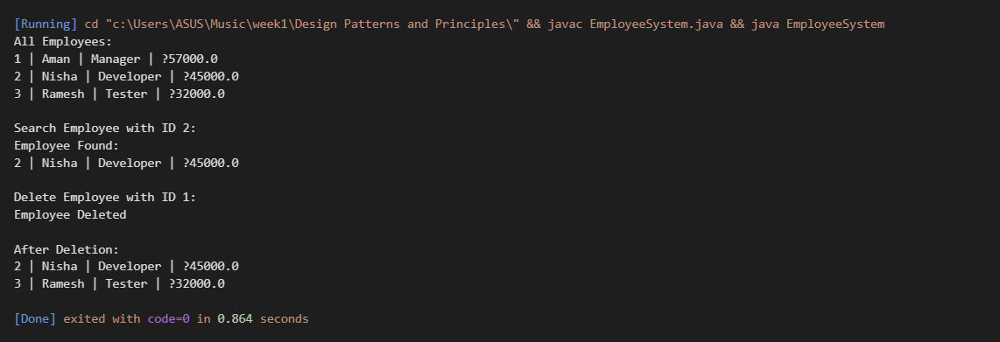 [Running] cd "c:\Users\ASUS\Music\week1\Design Patterns and Principles\" && javac EmployeeSystem.java && java EmployeeSystem
All Employees:
1 | Aman | Manager | ?57000.0
2 | Nisha | Developer | ?45000.0
3 | Ramesh | Tester | ?32000.0

Search Employee with ID 2:
Employee Found:
2 | Nisha | Developer | ?45000.0

Delete Employee with ID 1:
Employee Deleted

After Deletion:
2 | Nisha | Developer | ?45000.0
3 | Ramesh | Tester | ?32000.0

[Done] exited with code=0 in 0.864 seconds